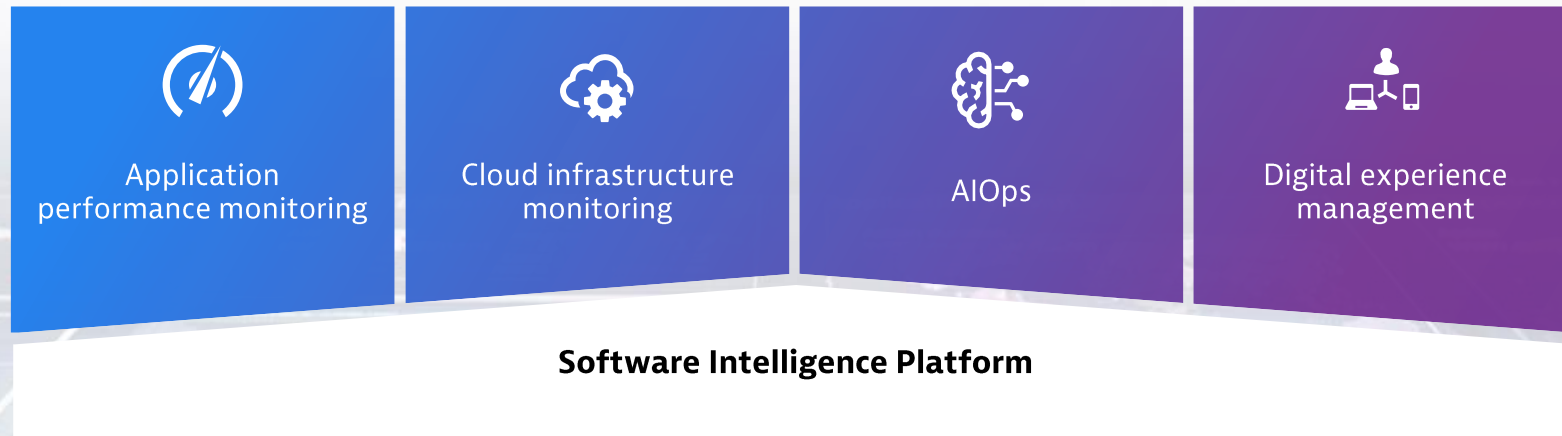 Application
performance monitoring
Cloud infrastructure
monitoring
AIOps
Digital experience
management
Software Intelligence Platform